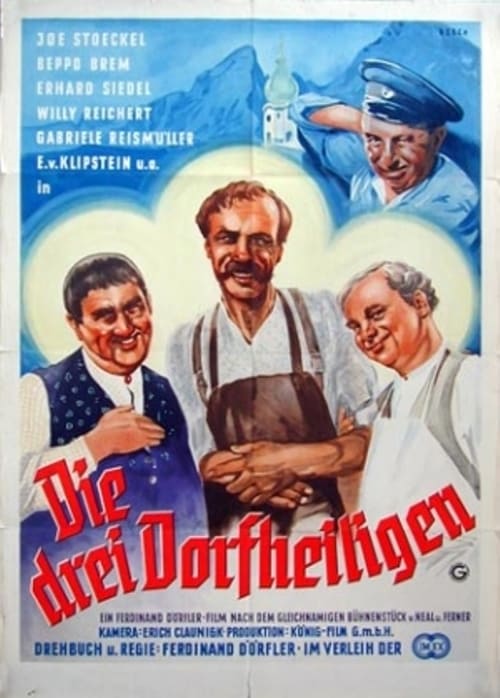 JOE STOECKEL
BEPPO BREM
ERHARD SIEDEL
WILLY REICHERT
GABRIELE REISMÜLLER
E.v.KLIPSTEIN u.a.
in
Die
drei Dorfheiligen
G
EIN FERDINAND DÖRFLER-FILM NACH DEM GLEICHNAMIGEN BÜHNENSTÜCK v. NEAL u. FERNER
KAMERA: ERICH CLAUNIGK-PRODUKTION: KÖNIG-FILM G.m.b.H.
DREHBUCH u. REGIE: FERDINAND DÖRFLER · IM VERLEIH DER